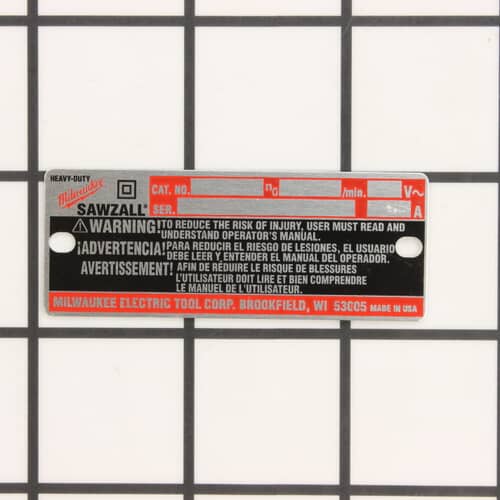 HEAVY-DUTY
Milwaukee
CAT. NO. n0 /min. V~
SAWZALL® SER. A
⚠ WARNING! TO REDUCE THE RISK OF INJURY, USER MUST READ AND
UNDERSTAND OPERATOR'S MANUAL.
¡ADVERTENCIA! PARA REDUCIR EL RIESGO DE LESIONES, EL USUARIO
DEBE LEER Y ENTENDER EL MANUAL DEL OPERADOR.
AVERTISSEMENT! AFIN DE RÉDUIRE LE RISQUE DE BLESSURES
L'UTILISATEUR DOIT LIRE ET BIEN COMPRENDRE
LE MANUEL DE L'UTILISATEUR.
MILWAUKEE ELECTRIC TOOL CORP. BROOKFIELD, WI 53005 MADE IN USA